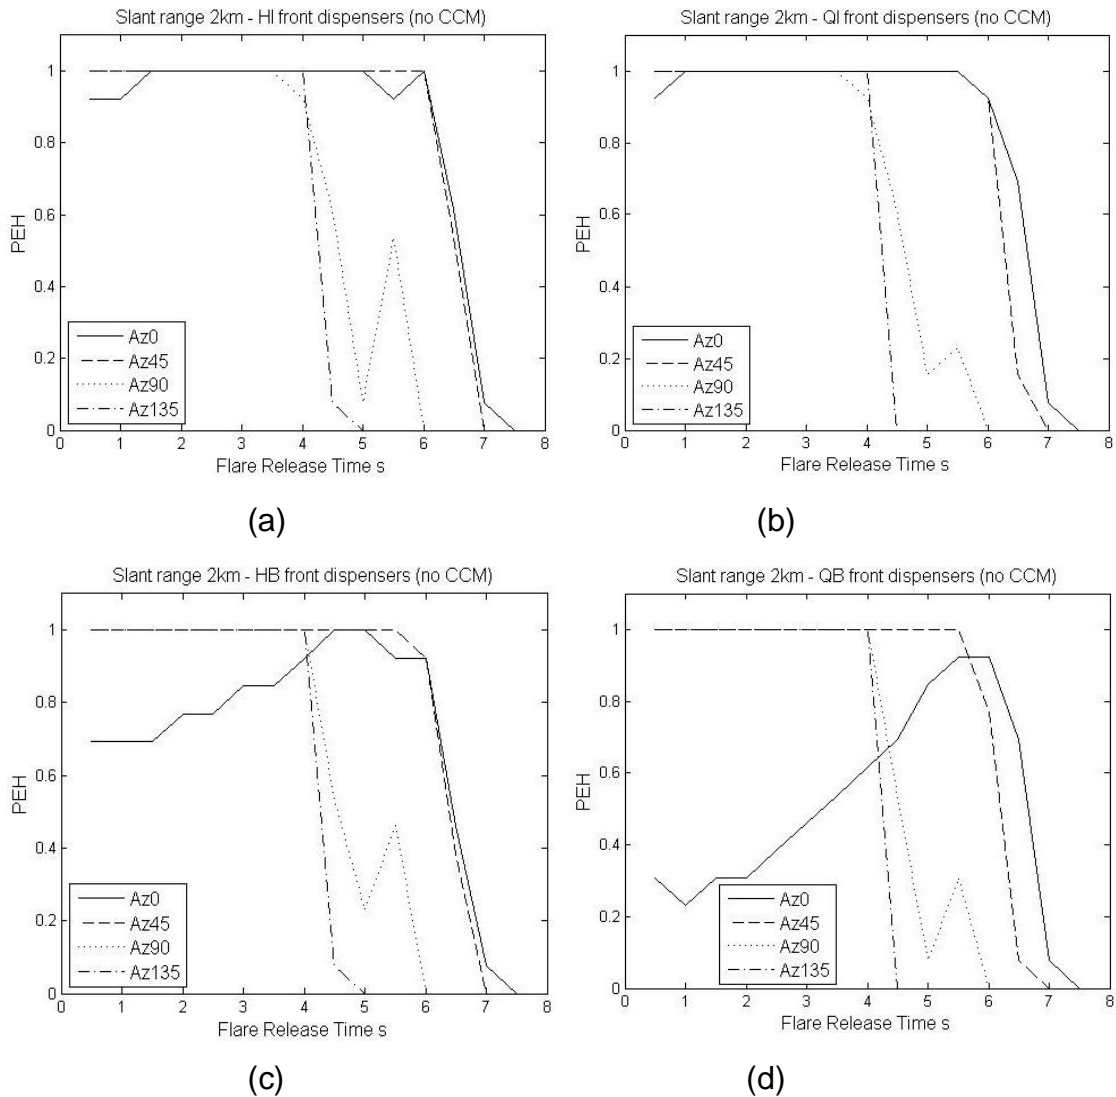 Slant range 2km - HI front dispensers (no CCM)
1
0.8
0.6
0.4
0.2
0
PEH
Az0
Az45
Az90
Az135
0 1 2 3 4 5 6 7 8
Flare Release Time s
(a)
Slant range 2km - QI front dispensers (no CCM)
1
0.8
0.6
0.4
0.2
0
PEH
Az0
Az45
Az90
Az135
0 1 2 3 4 5 6 7 8
Flare Release Time s
(b)
Slant range 2km - HB front dispensers (no CCM)
1
0.8
0.6
0.4
0.2
0
PEH
Az0
Az45
Az90
Az135
0 1 2 3 4 5 6 7 8
Flare Release Time s
(c)
Slant range 2km - QB front dispensers (no CCM)
1
0.8
0.6
0.4
0.2
0
PEH
Az0
Az45
Az90
Az135
0 1 2 3 4 5 6 7 8
Flare Release Time s
(d)